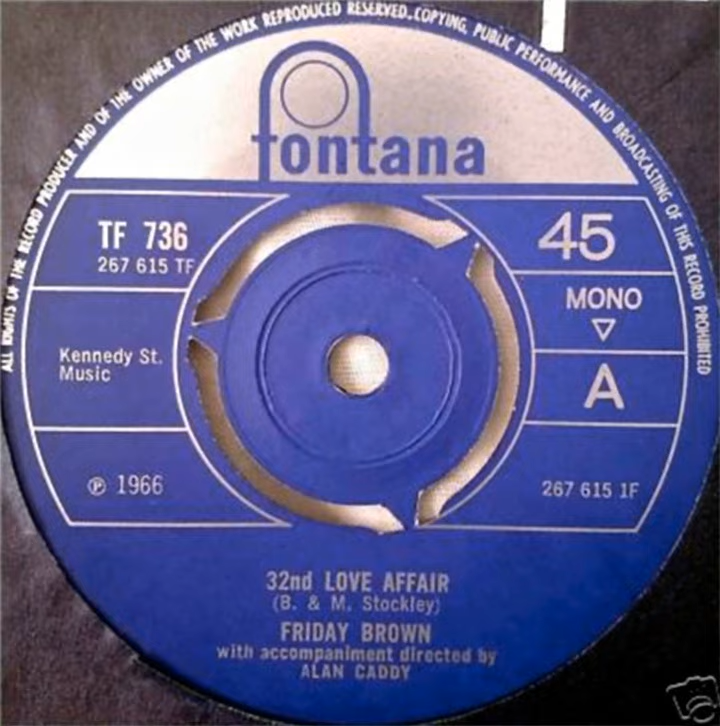 ALL RIGHTS OF THE RECORD PRODUCER AND OF THE OWNER OF THE WORK REPRODUCED RESERVED. COPYING, PUBLIC PERFORMANCE AND BROADCASTING OF THIS RECORD PROHIBITED
fontana
TF 736
267 615 TF
45
MONO
Kennedy St.
Music
A
℗ 1966
267 615 1F
32nd LOVE AFFAIR
(B. & M. Stockley)
FRIDAY BROWN
with accompaniment directed by
ALAN CADDY